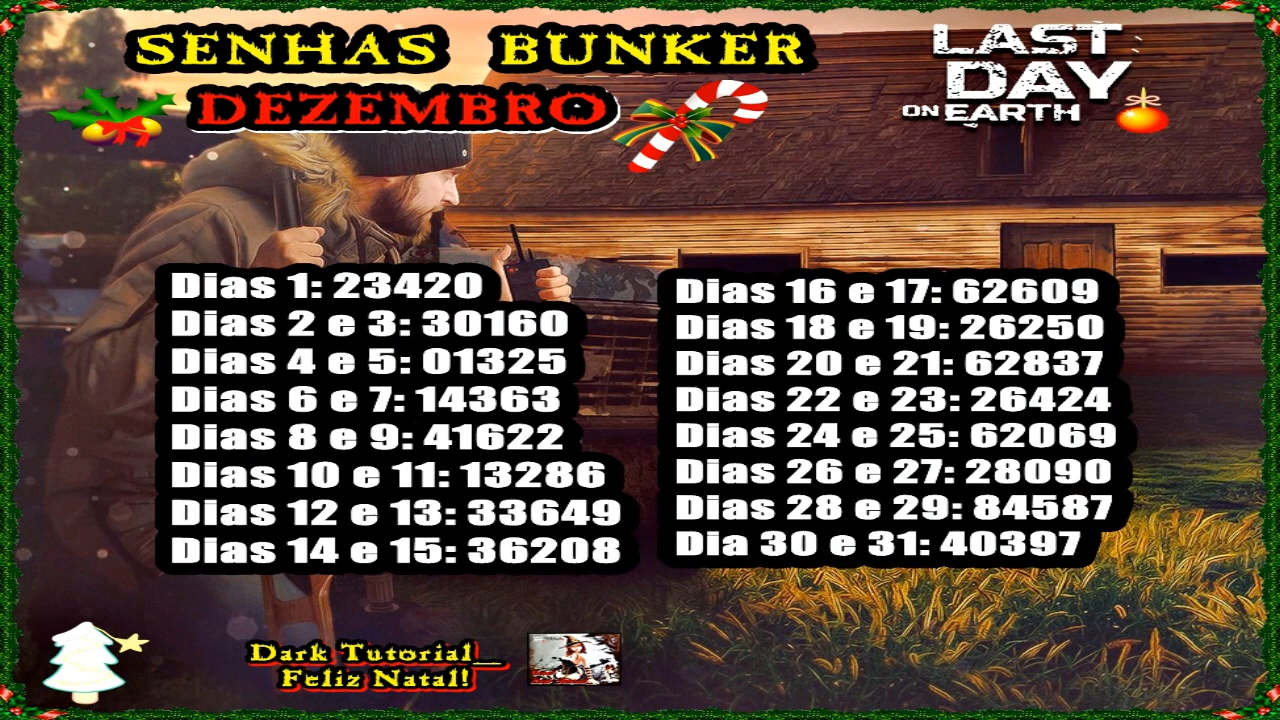 SENHAS BUNKER
DEZEMBRO
LAST
DAY
ON EARTH
Dias 1: 23420
Dias 2 e 3: 30160
Dias 4 e 5: 01325
Dias 6 e 7: 14363
Dias 8 e 9: 41622
Dias 10 e 11: 13286
Dias 12 e 13: 33649
Dias 14 e 15: 36208
Dias 16 e 17: 62609
Dias 18 e 19: 26250
Dias 20 e 21: 62837
Dias 22 e 23: 26424
Dias 24 e 25: 62069
Dias 26 e 27: 28090
Dias 28 e 29: 84587
Dia 30 e 31: 40397
Dark Tutorial__
Feliz Natal!